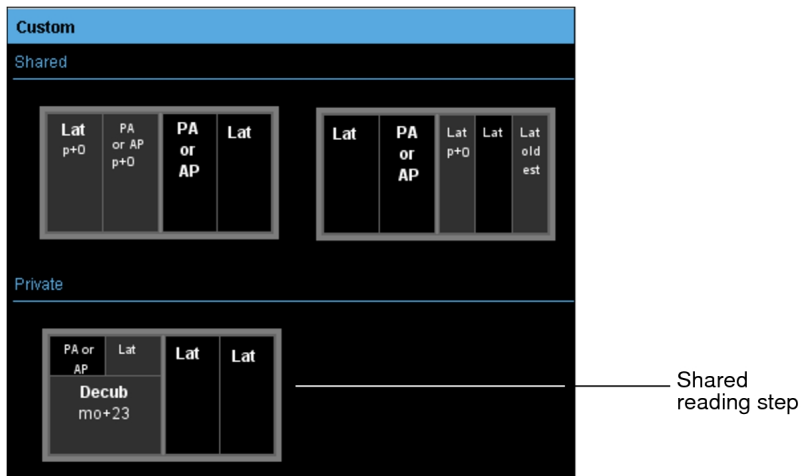 Custom
Shared
Lat
p+0
PA
or AP
p+0
PA
or
AP
Lat
Lat
PA
or
AP
Lat
p+0
Lat
Lat
old
est
Private
PA or
AP
Lat
Decub
mo+23
Lat
Lat
Shared
reading step